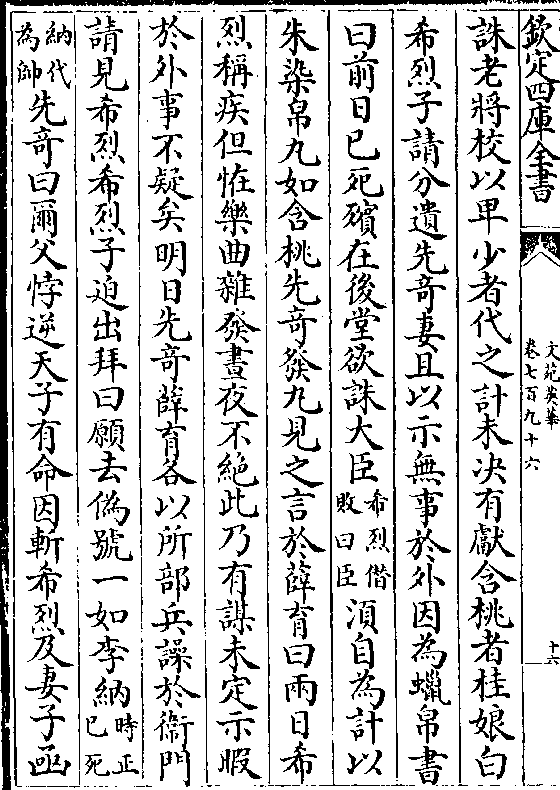 欽定四庫全書
文苑英華
卷七百九十六
十六
誅老將校以卑少者代之計未決有獻含桃者桂娘白
希烈子請分遺先奇妻且以示無事於外因為蠟帛書
曰前日已死殯在後堂欲誅大臣希烈僣敗曰臣須自為計以
朱染帛丸如含桃先奇發丸見之言於薛育曰兩日希
烈稱疾但恠樂曲雜發晝夜不絕此乃有謀未定示暇
於外事不疑矣明日先奇薛育各以所部兵譟於衙門
請見希烈希烈子迫出拜曰願去偽號一如李納時正已死
納代為帥先奇曰爾父悖逆天子有命因斬希烈及妻子函